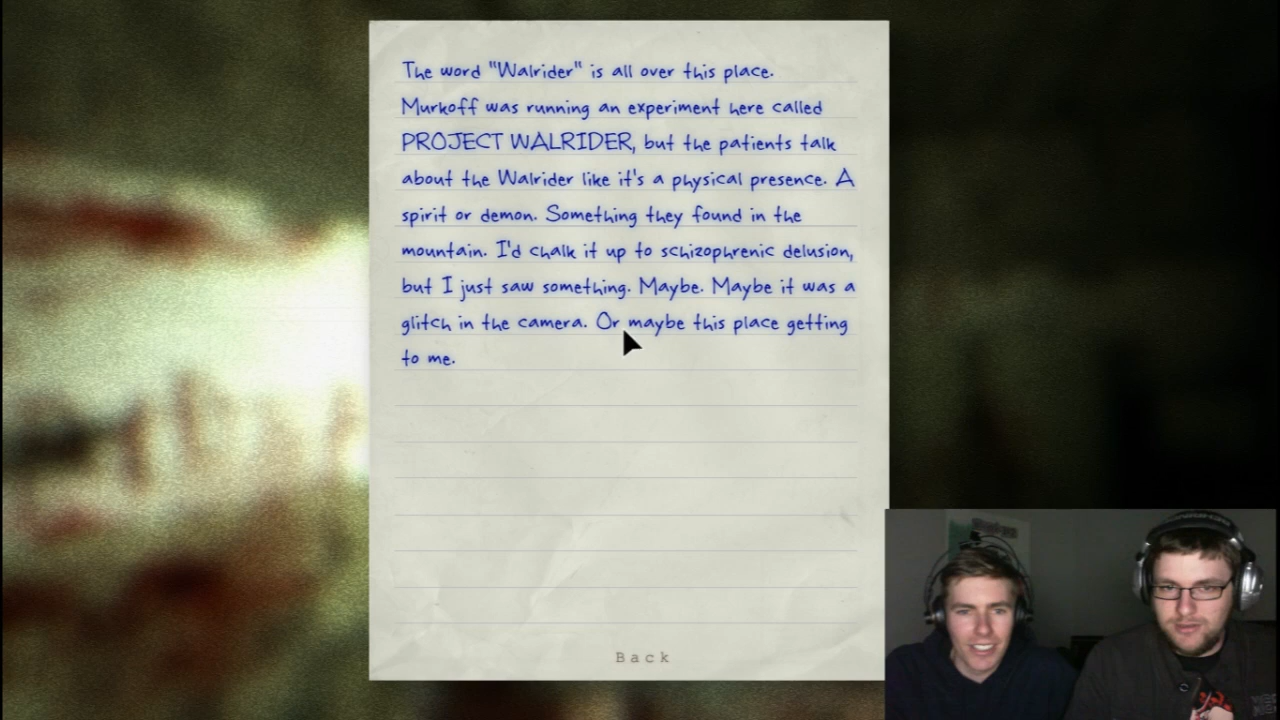 The word "Walrider" is all over this place.
Murkoff was running an experiment here called
PROJECT WALRIDER, but the patients talk
about the Walrider like it's a physical presence. A
spirit or demon. Something they found in the
mountain. I'd chalk it up to schizophrenic delusion,
but I just saw something. Maybe. Maybe it was a
glitch in the camera. Or maybe this place getting
to me.
Back